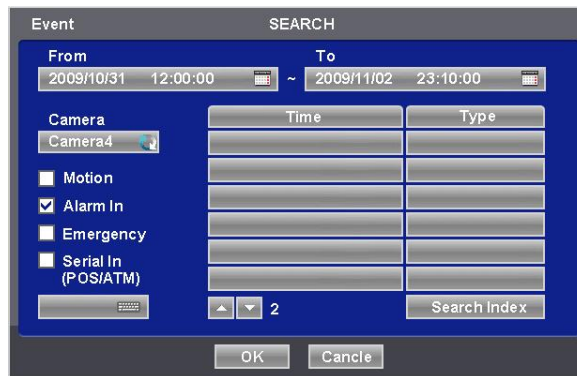 Event
SEARCH
From
To
2009/10/31 12:00:00
~
2009/11/02 23:10:00
Camera
Camera4
Motion
Alarm In
Emergency
Serial In
(POS/ATM)
Time
Type
2
Search Index
OK
Cancle